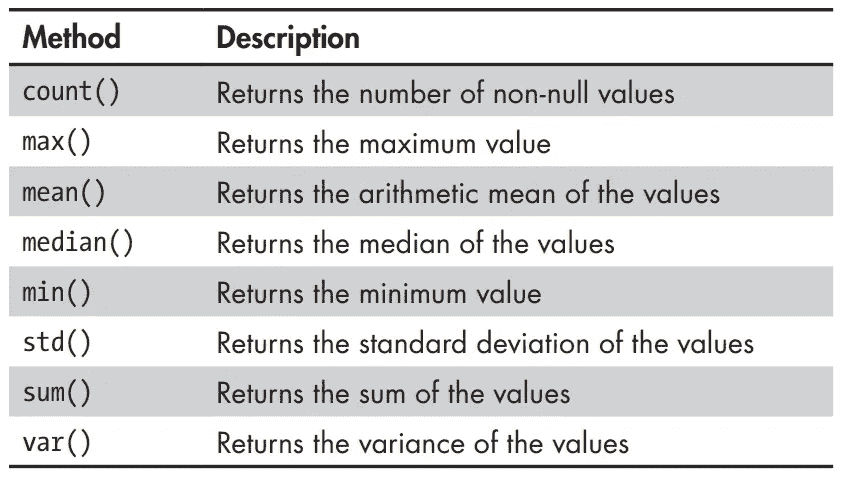 Method Description
count() Returns the number of non-null values
max() Returns the maximum value
mean() Returns the arithmetic mean of the values
median() Returns the median of the values
min() Returns the minimum value
std() Returns the standard deviation of the values
sum() Returns the sum of the values
var() Returns the variance of the values